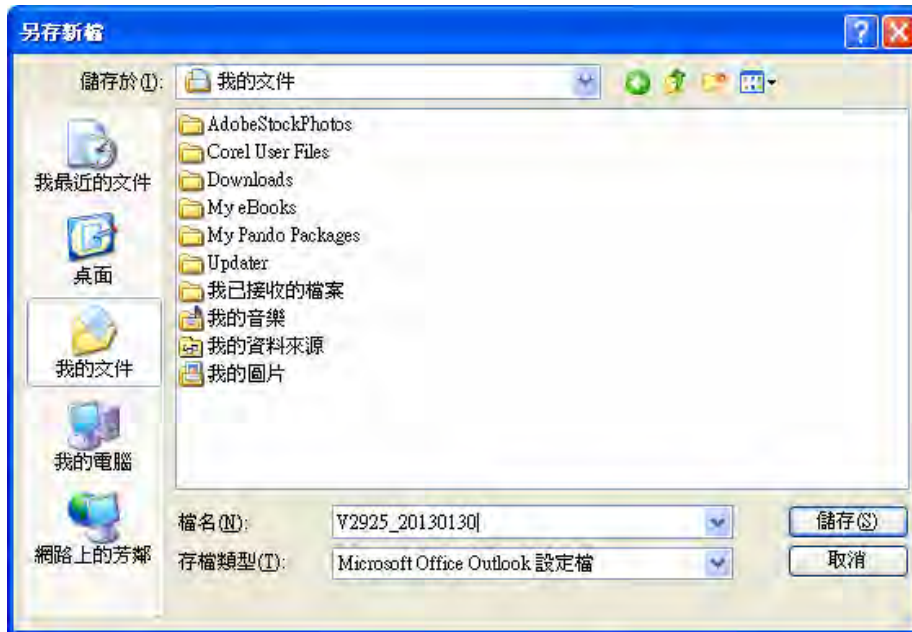 另存新檔
儲存於(I): 我的文件
我最近的文件
桌面
我的文件
我的電腦
網路上的芳鄰
AdobeStockPhotos
Corel User Files
Downloads
My eBooks
My Pando Packages
Updater
我已接收的檔案
我的音樂
我的資料來源
我的圖片
檔名(N): V2925_20130130 儲存(S)
存檔類型(T): Microsoft Office Outlook 設定檔 取消